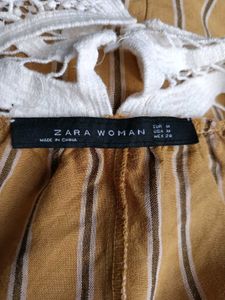 ZARA WOMAN
MADE IN CHINA
EUR M
USA M
MEX 28